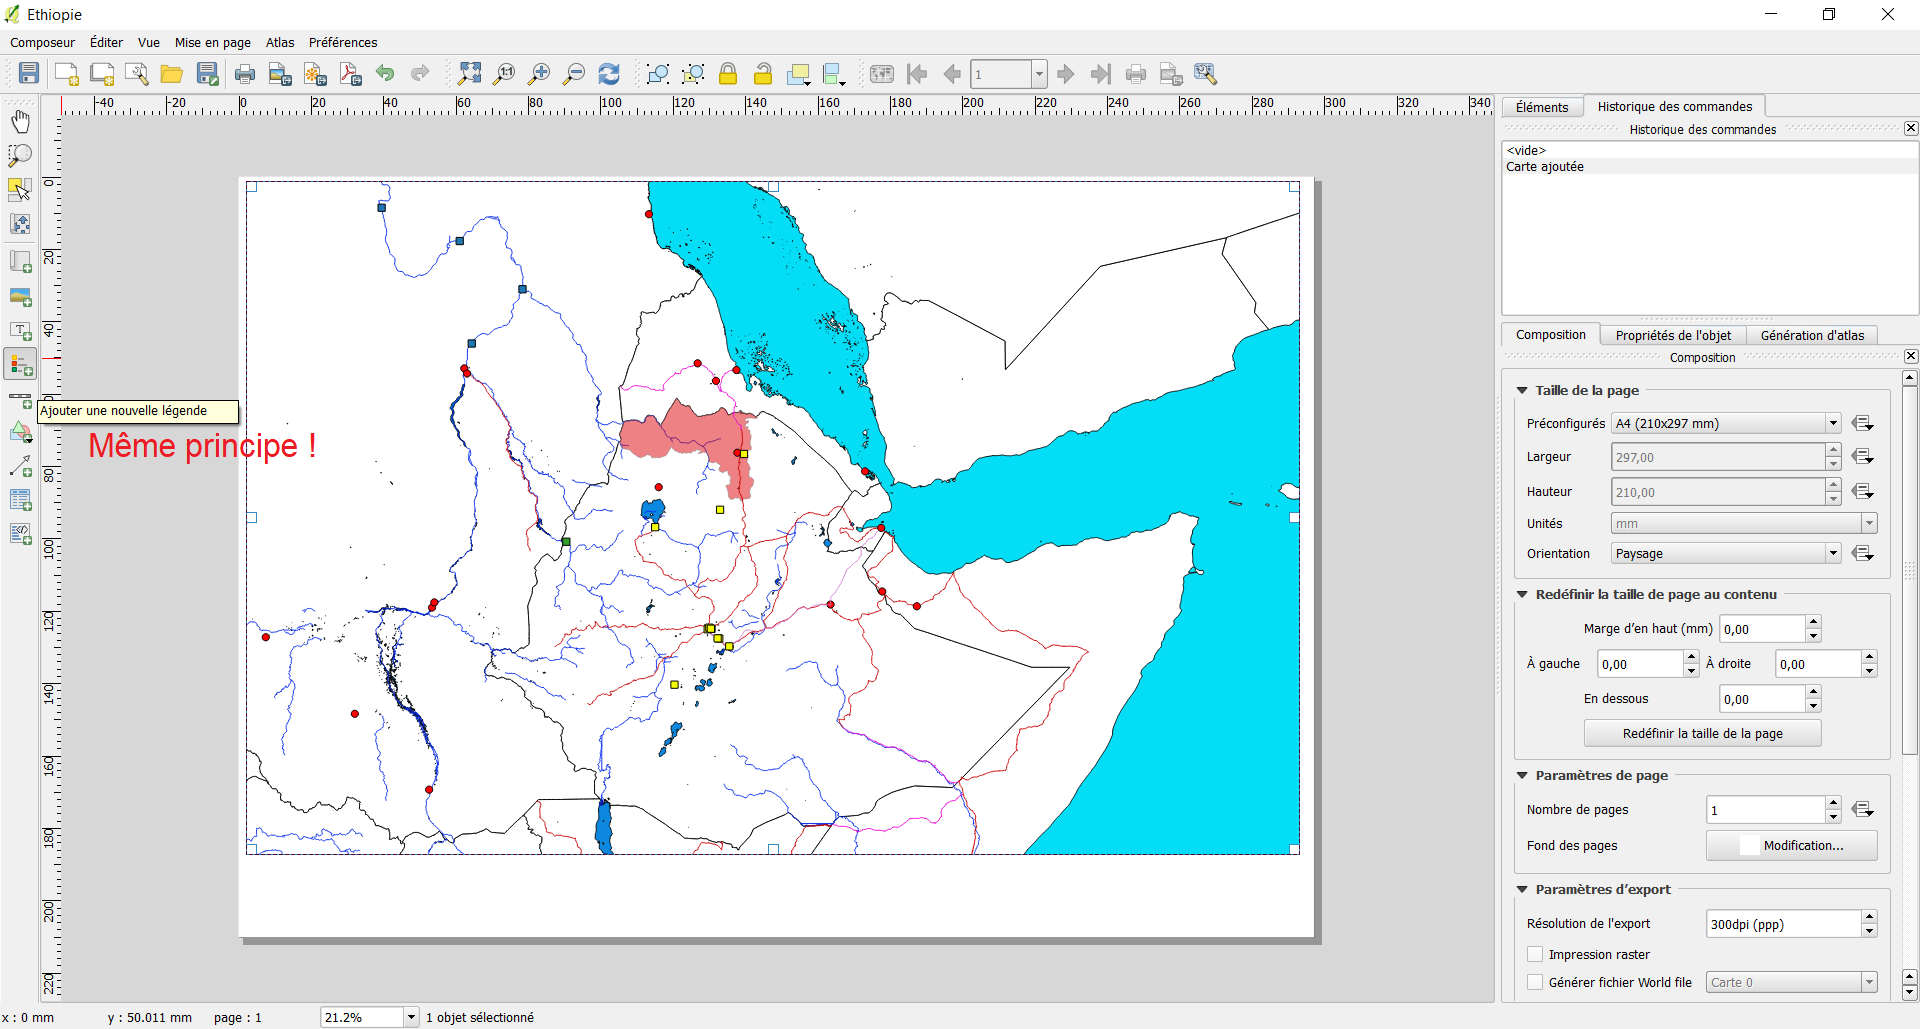 Ethiopie
Composeur Éditer Vue Mise en page Atlas Préférences
1:1
1
-40 -20 0 20 40 60 80 100 120 140 160 180 200 220 240 260 280 300 320 340
0
20
40
60
80
100
120
140
160
180
200
220
T
Ajouter une nouvelle légende
Même principe !
Éléments Historique des commandes
Historique des commandes
<vide>
Carte ajoutée
Composition Propriétés de l'objet Génération d'atlas
Composition
Taille de la page
Préconfigurés A4 (210x297 mm)
Largeur 297,00
Hauteur 210,00
Unités mm
Orientation Paysage
Redéfinir la taille de page au contenu
Marge d’en haut (mm) 0,00
À gauche 0,00 À droite 0,00
En dessous 0,00
Redéfinir la taille de la page
Paramètres de page
Nombre de pages 1
Fond des pages Modification...
Paramètres d’export
Résolution de l'export 300dpi (ppp)
Impression raster
Générer fichier World file Carte 0
x : 0 mm y : 50.011 mm page : 1 21.2% 1 objet sélectionné